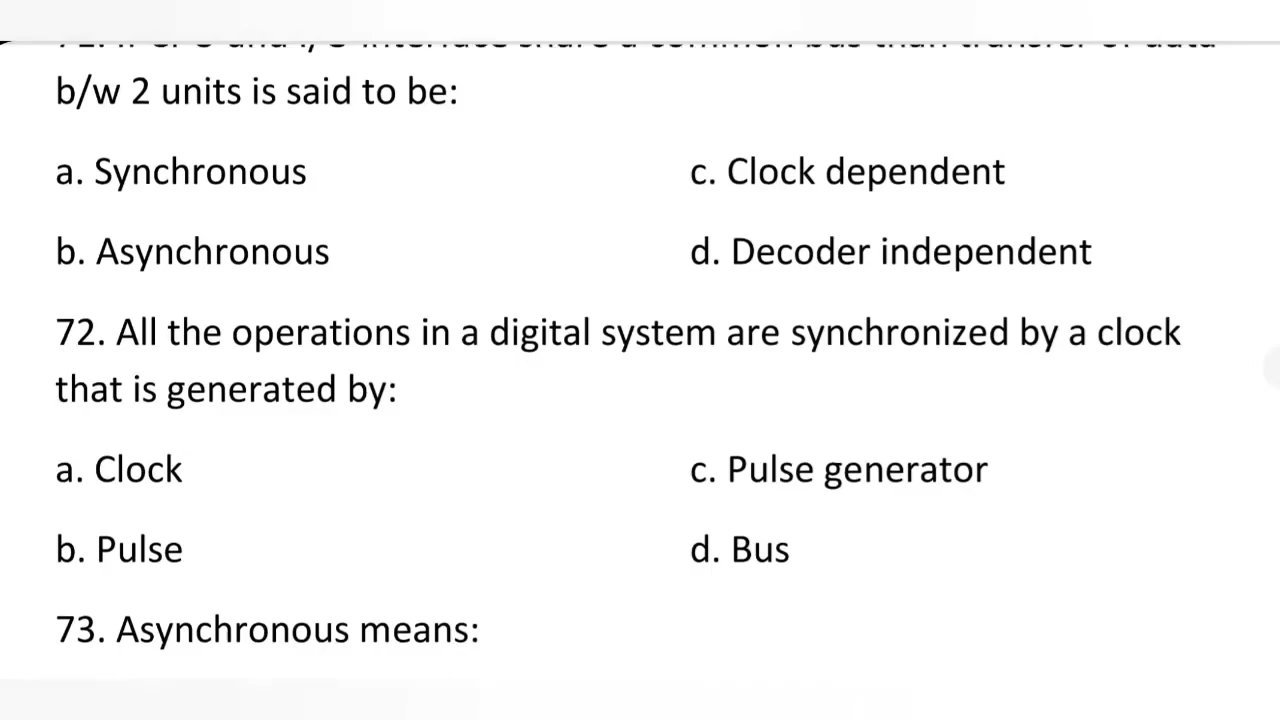 b/w 2 units is said to be:
a. Synchronous
c. Clock dependent
b. Asynchronous
d. Decoder independent
72. All the operations in a digital system are synchronized by a clock
that is generated by:
a. Clock
c. Pulse generator
b. Pulse
d. Bus
73. Asynchronous means: